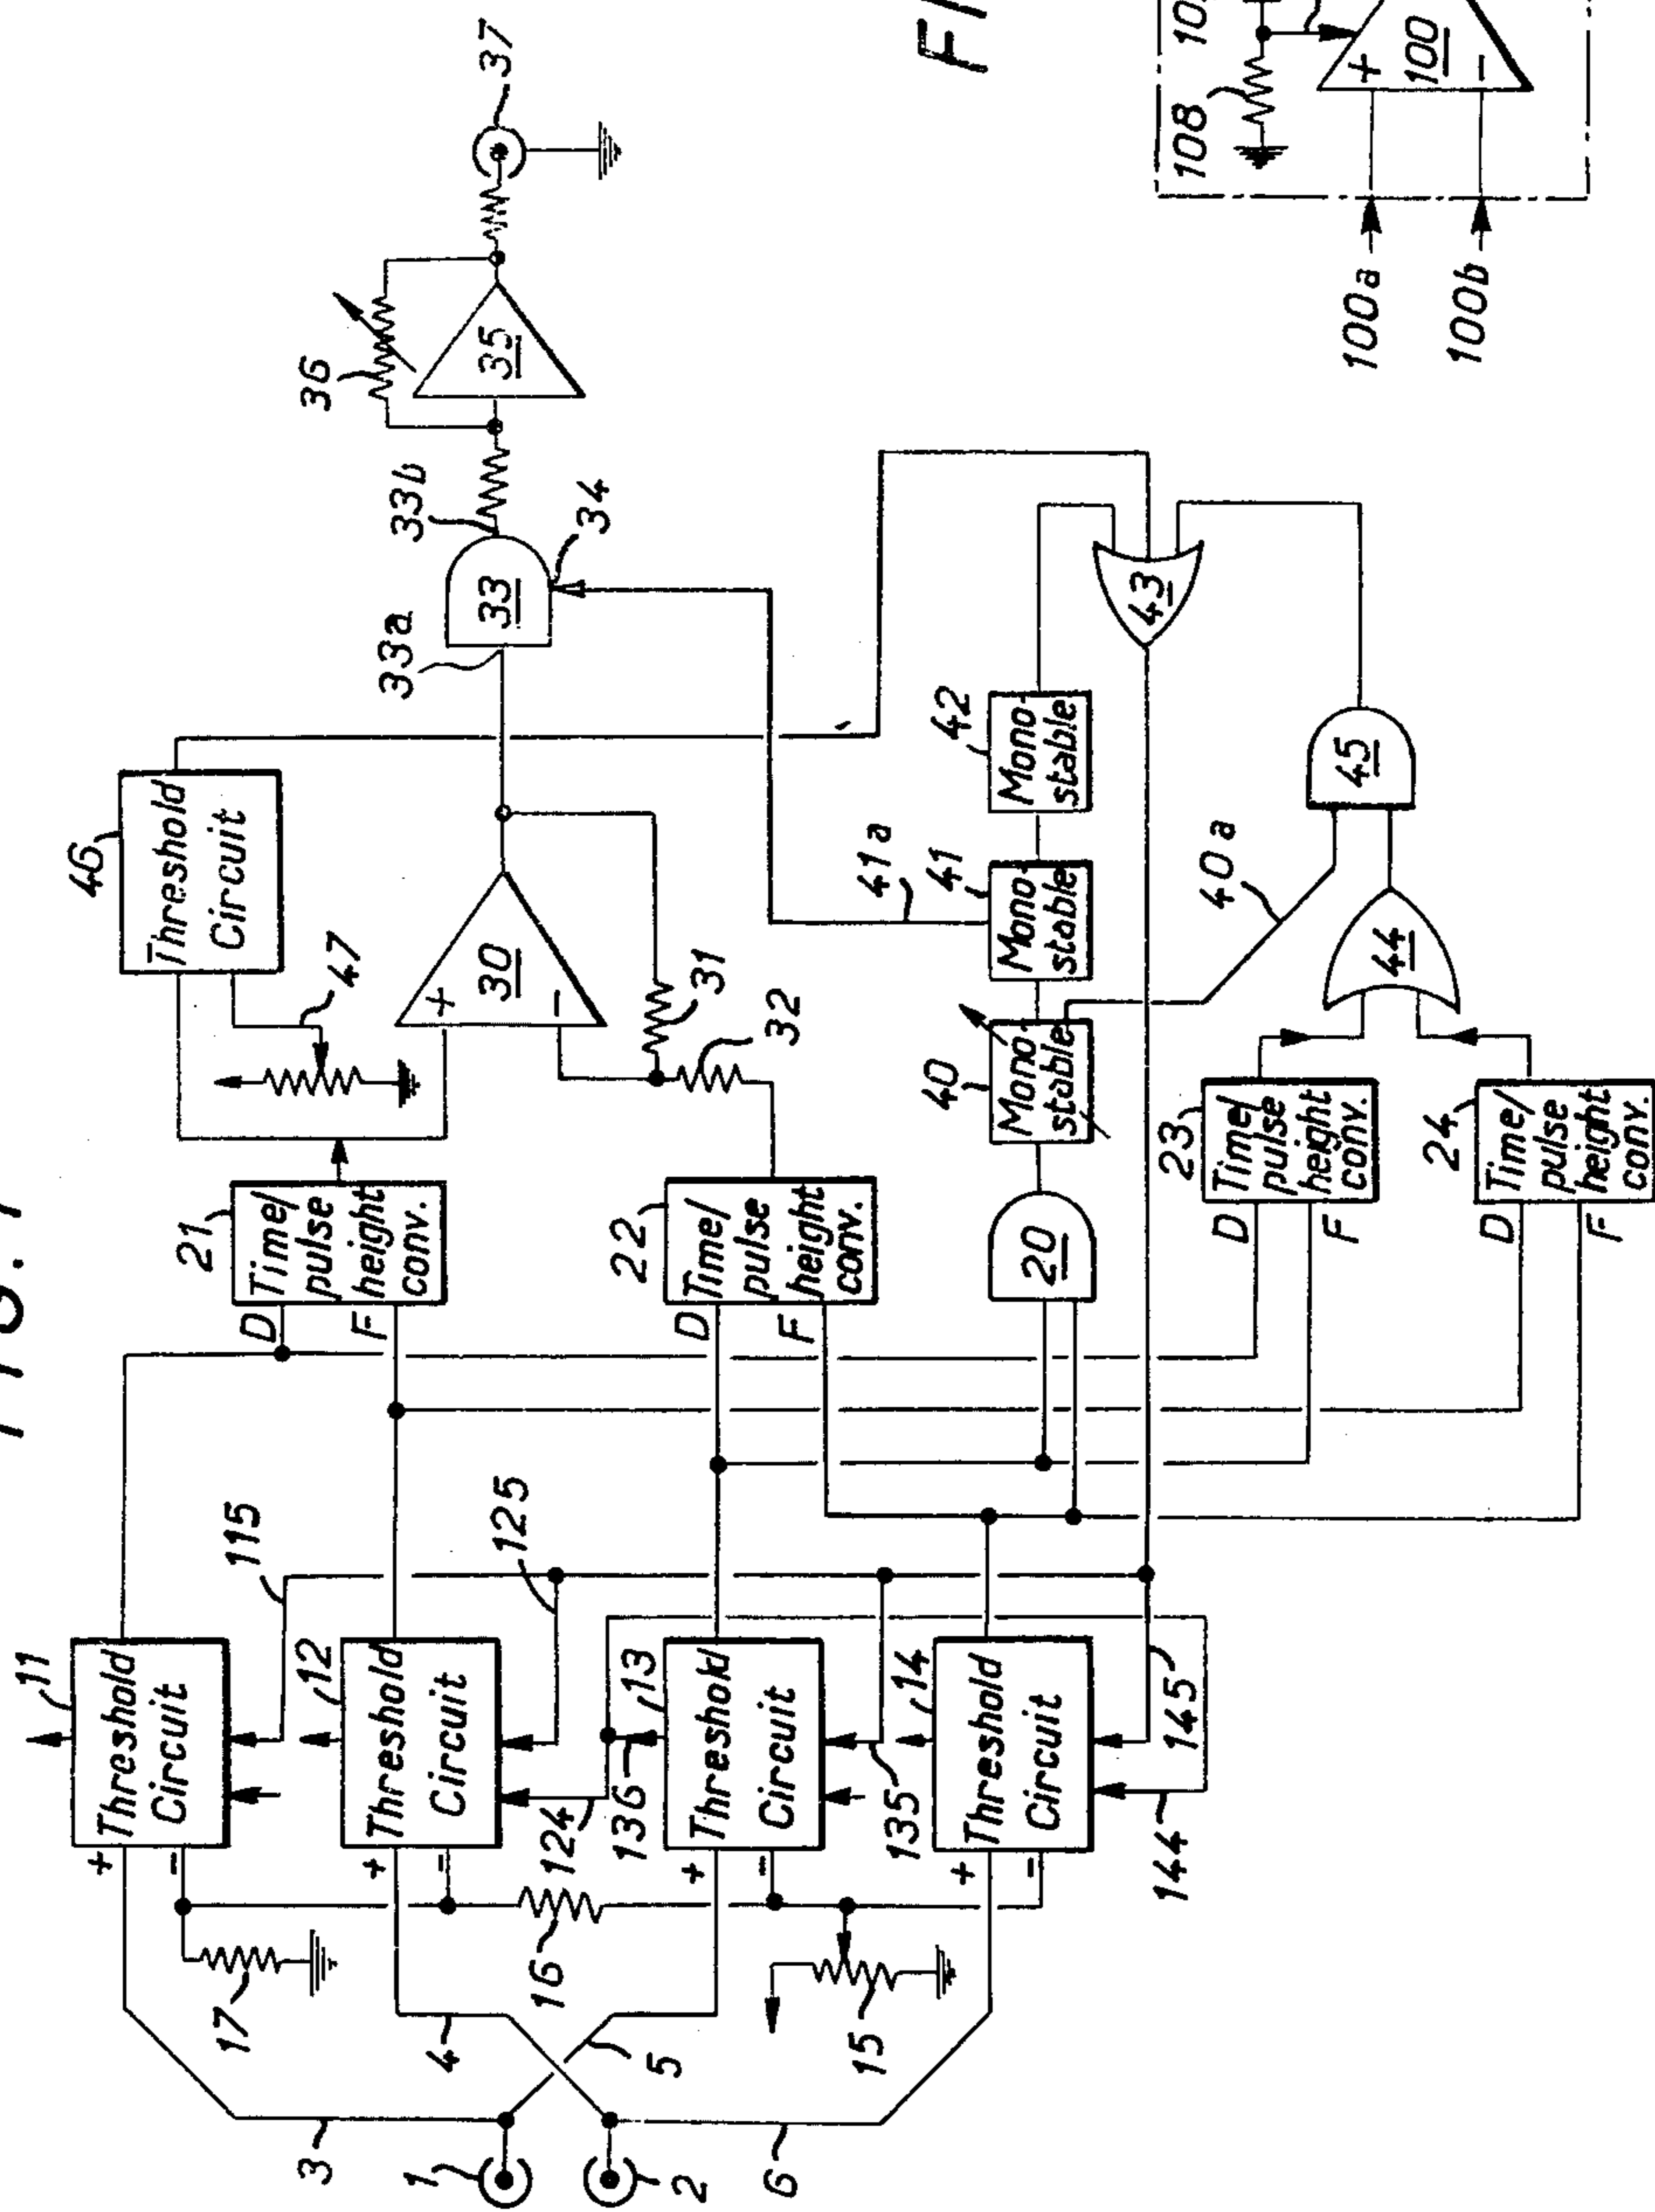 FIG. 1
11
Threshold
Circuit
+
-
115
12
Threshold
Circuit
+
-
125
124
136
13
Threshold
Circuit
+
-
135
14
Threshold
Circuit
+
-
144
145
17
16
15
3
4
5
6
1
2
21
Time/
pulse
height
conv.
D
F
22
Time/
pulse
height
conv.
D
F
20
23
Time/
pulse
height
conv.
D
F
24
Time/
pulse
height
conv.
D
F
46
Threshold
Circuit
47
+
30
-
31
32
33a
33
33b
34
35
36
37
40
Mono-
stable
40a
41
Mono-
stable
41a
42
Mono-
stable
43
44
45
108
+
100
-
100a
100b